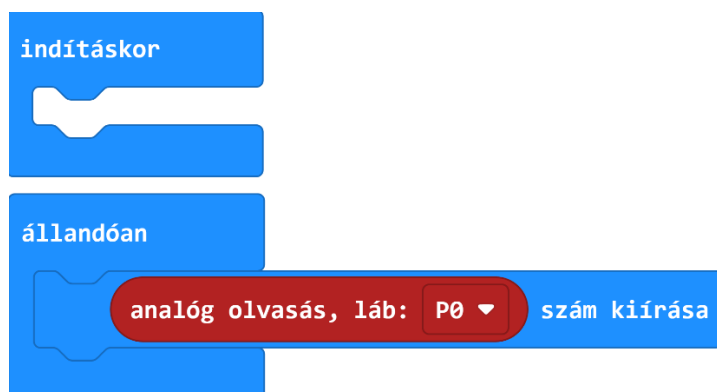 indításkor
állandóan
analóg olvasás, láb: P0 szám kiírása